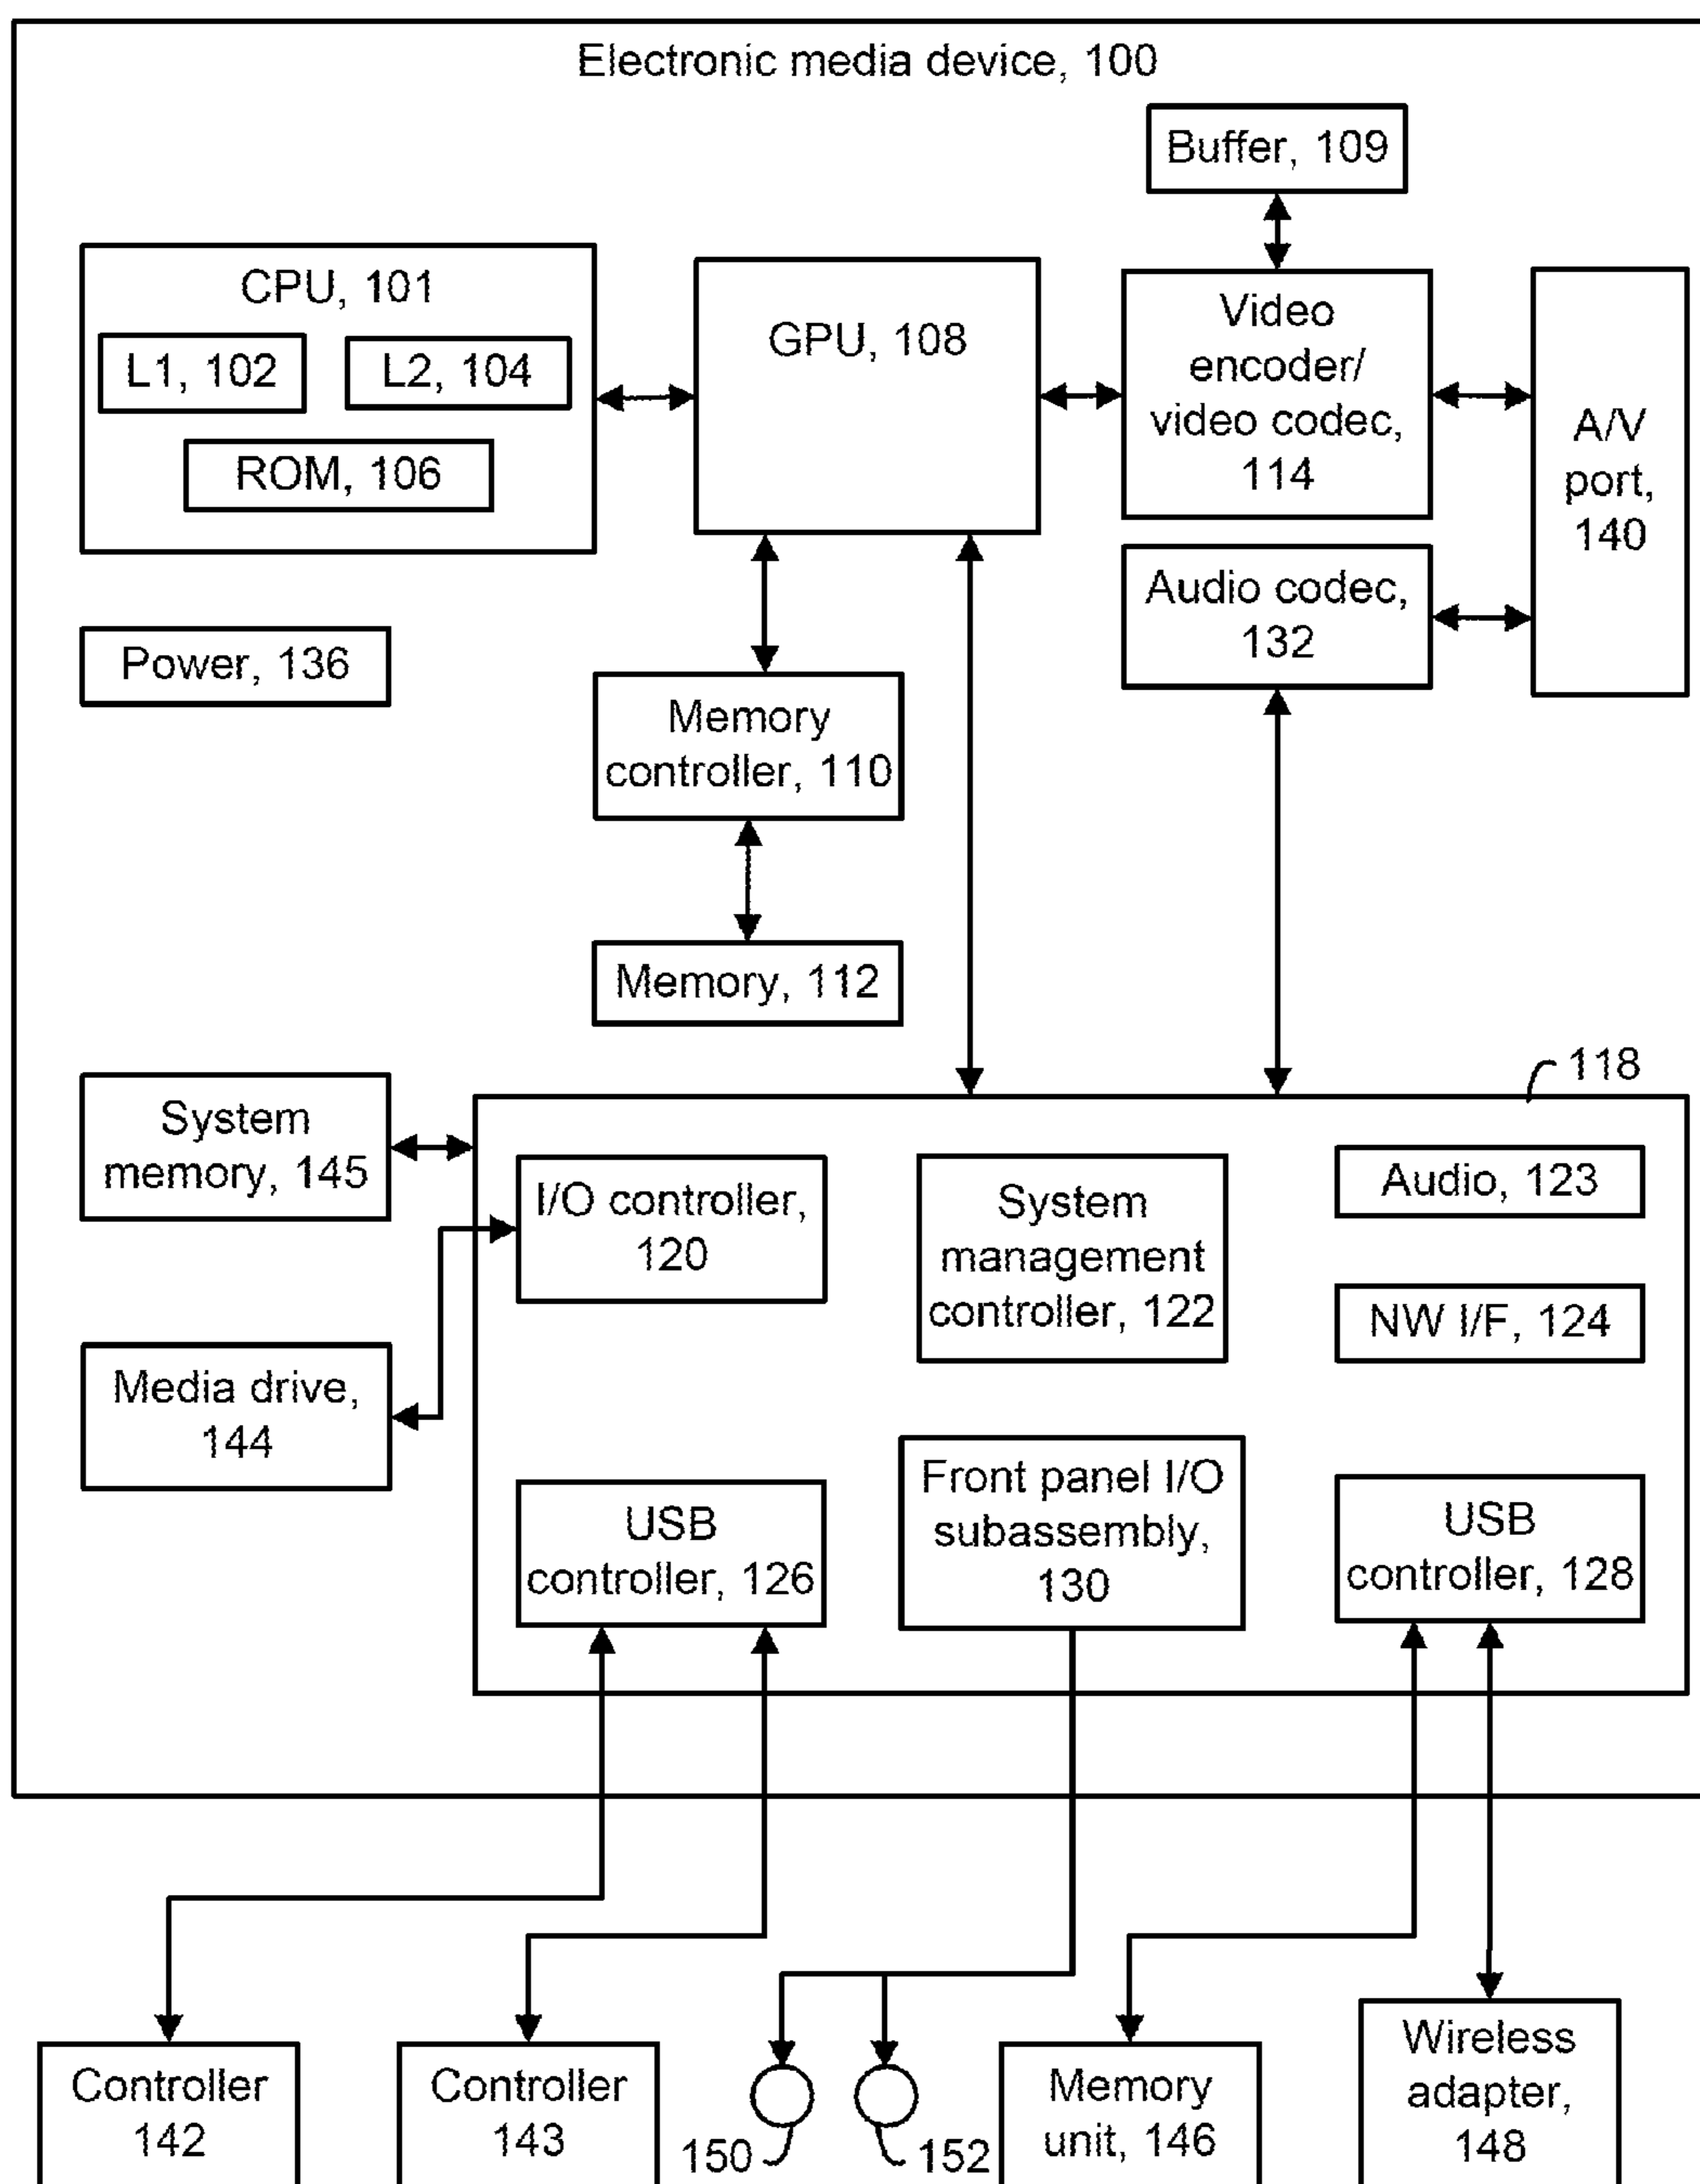 Electronic media device, 100
Buffer, 109
CPU, 101
L1, 102
L2, 104
ROM, 106
GPU, 108
Video
encoder/
video codec,
114
A/V
port,
140
Audio codec,
132
Power, 136
Memory
controller, 110
Memory, 112
118
System
memory, 145
I/O controller,
120
System
management
controller, 122
Audio, 123
NW I/F, 124
Media drive,
144
USB
controller, 126
Front panel I/O
subassembly,
130
USB
controller, 128
Controller
142
Controller
143
150
152
Memory
unit, 146
Wireless
adapter,
148